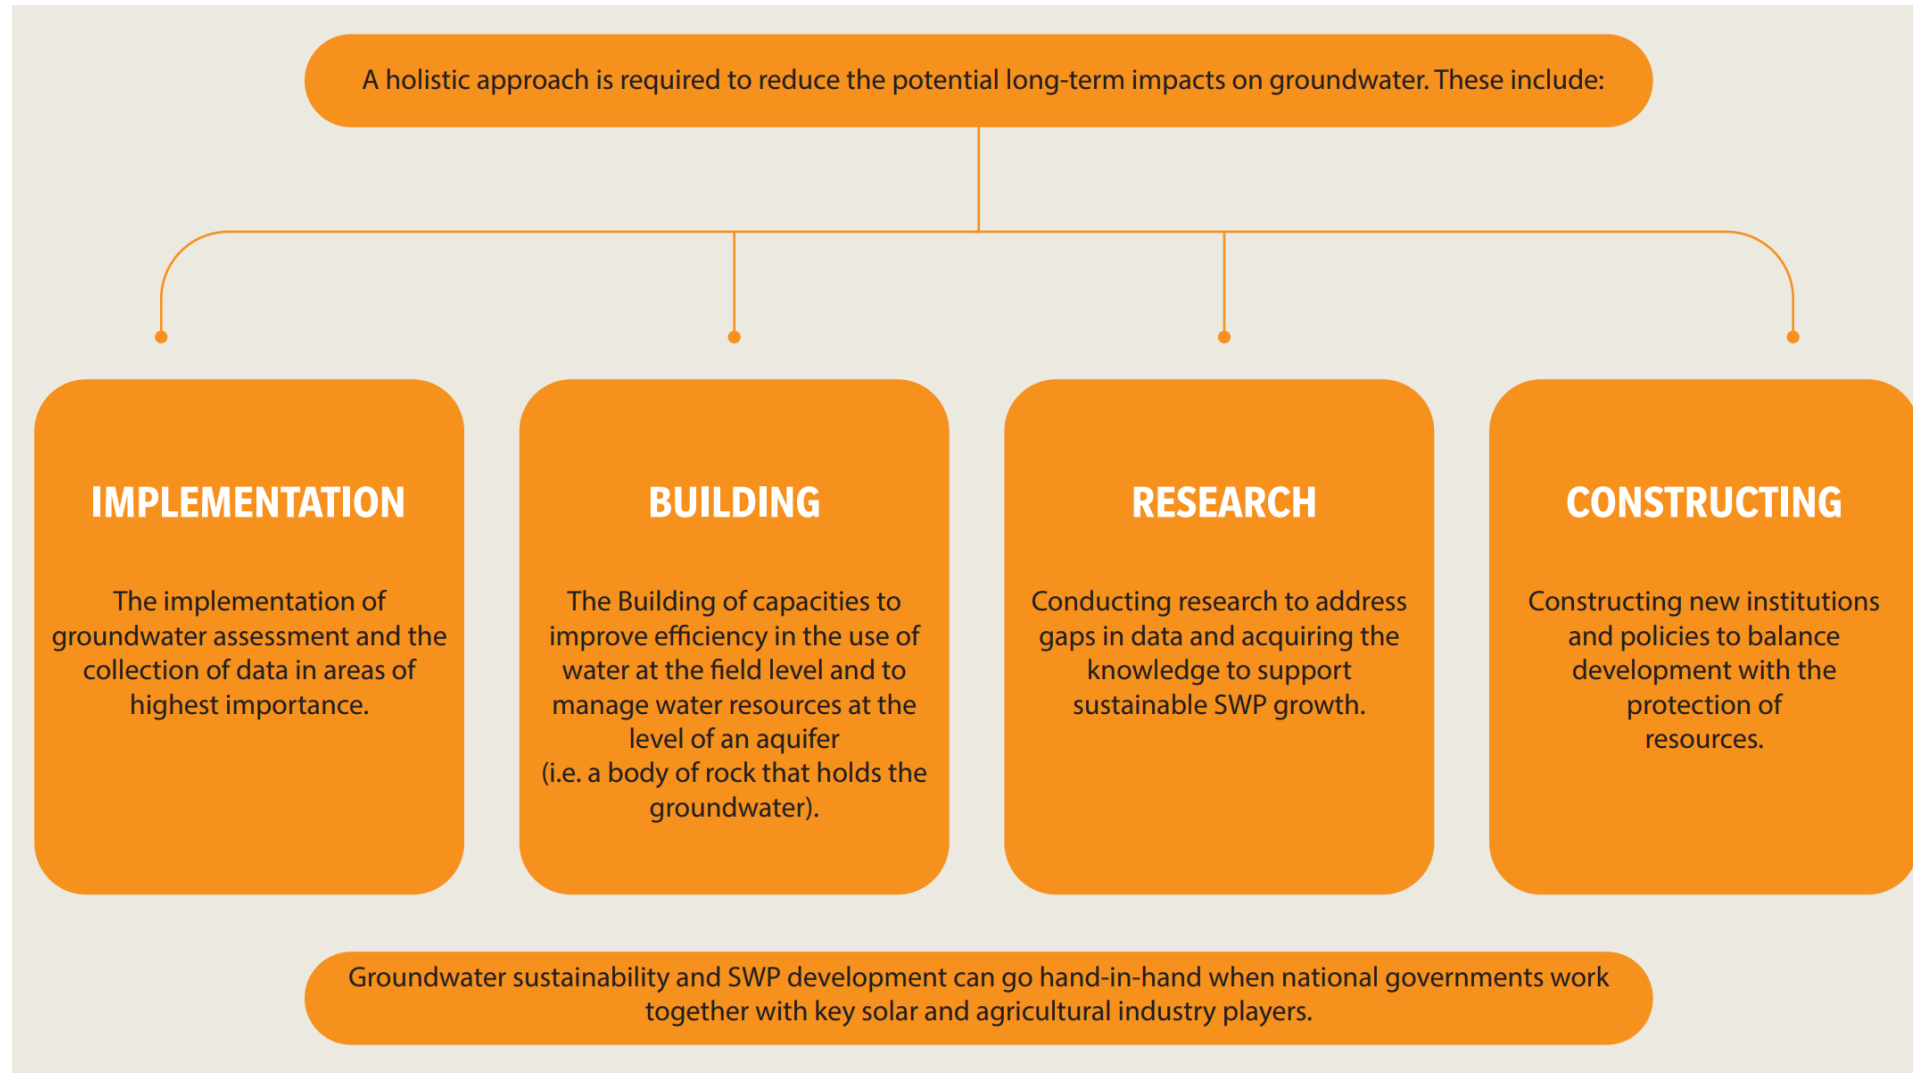 A holistic approach is required to reduce the potential long-term impacts on groundwater. These include:
IMPLEMENTATION
The implementation of
groundwater assessment and the
collection of data in areas of
highest importance.
BUILDING
The Building of capacities to
improve efficiency in the use of
water at the field level and to
manage water resources at the
level of an aquifer
(i.e. a body of rock that holds the
groundwater).
RESEARCH
Conducting research to address
gaps in data and acquiring the
knowledge to support
sustainable SWP growth.
CONSTRUCTING
Constructing new institutions
and policies to balance
development with the
protection of
resources.
Groundwater sustainability and SWP development can go hand-in-hand when national governments work
together with key solar and agricultural industry players.